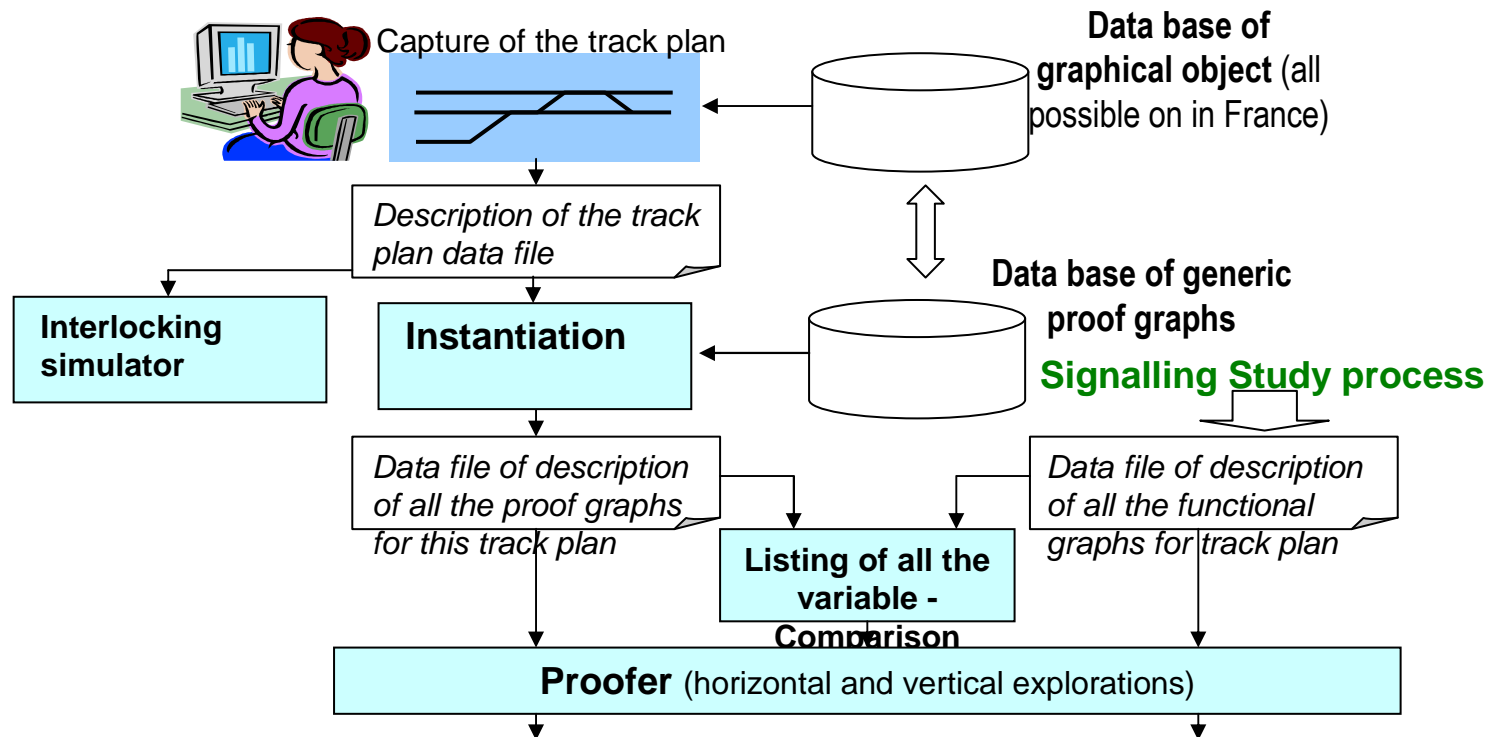 Capture of the track plan
Data base of
graphical object (all
possible on in France)
Description of the track
plan data file
Data base of generic
proof graphs
Interlocking
simulator
Instantiation
Signalling Study process
Data file of description
of all the proof graphs
for this track plan
Data file of description
of all the functional
graphs for track plan
Listing of all the
variable -
Comparison
Proofer (horizontal and vertical explorations)